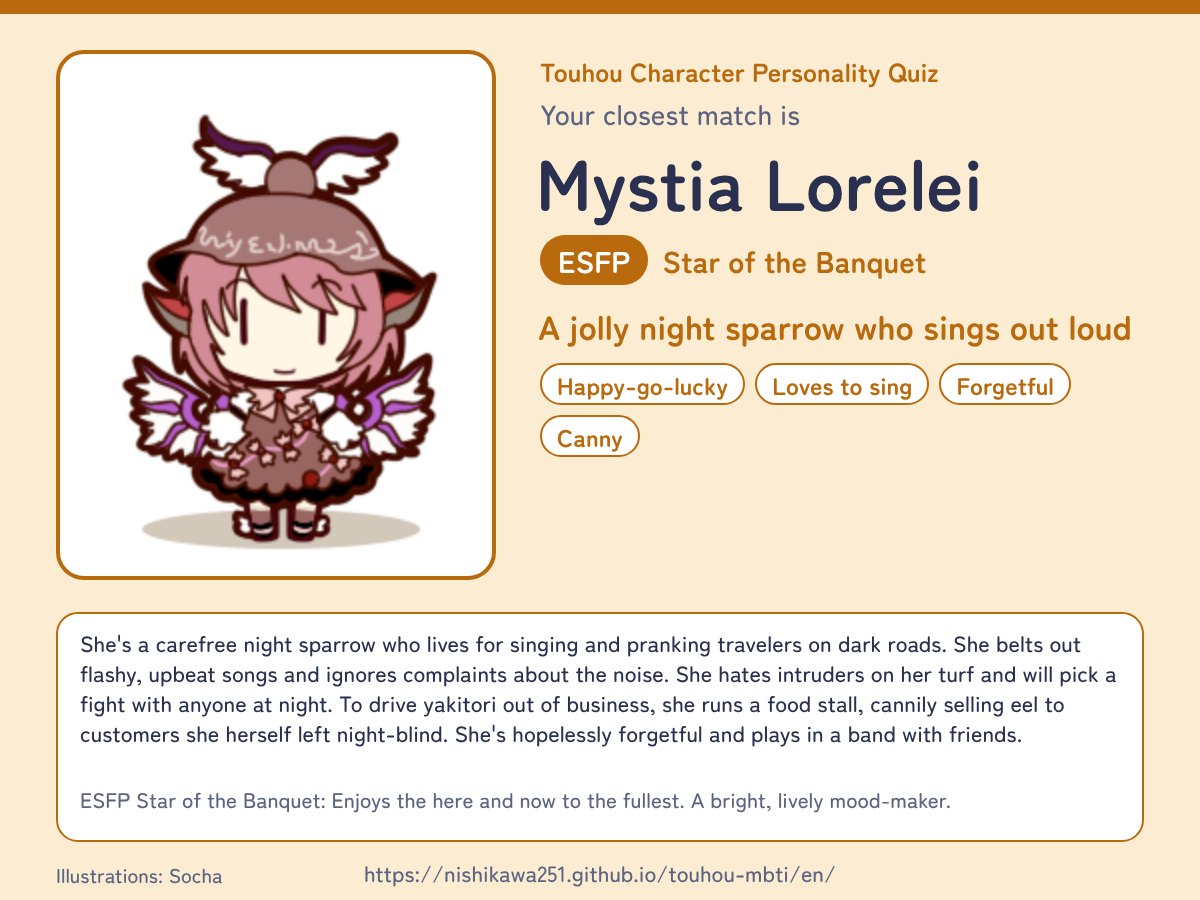 Touhou Character Personality Quiz
Your closest match is
Mystia Lorelei
ESFP Star of the Banquet
A jolly night sparrow who sings out loud
Happy-go-lucky Loves to sing Forgetful
Canny
She's a carefree night sparrow who lives for singing and pranking travelers on dark roads. She belts out
flashy, upbeat songs and ignores complaints about the noise. She hates intruders on her turf and will pick a
fight with anyone at night. To drive yakitori out of business, she runs a food stall, cannily selling eel to
customers she herself left night-blind. She's hopelessly forgetful and plays in a band with friends.
ESFP Star of the Banquet: Enjoys the here and now to the fullest. A bright, lively mood-maker.
Illustrations: Socha https://nishikawa251.github.io/touhou-mbti/en/